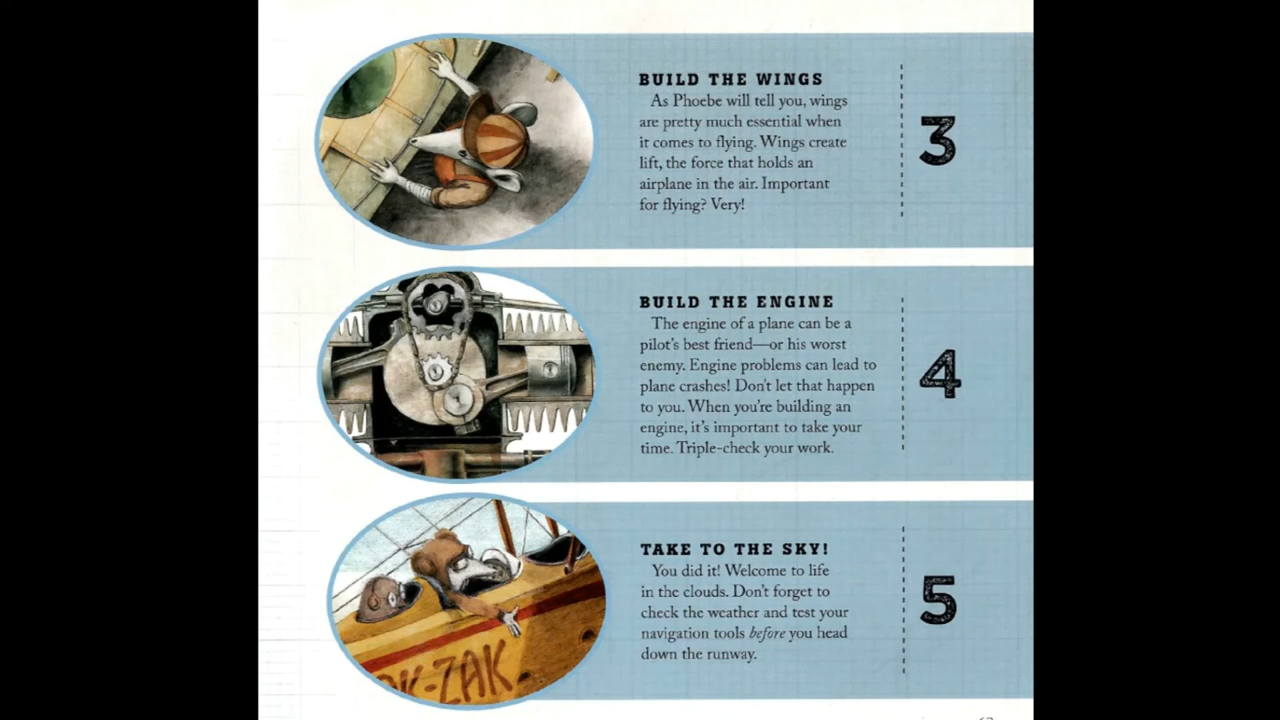 BUILD THE WINGS
As Phoebe will tell you, wings
are pretty much essential when
it comes to flying. Wings create
lift, the force that holds an
airplane in the air. Important
for flying? Very!
3
BUILD THE ENGINE
The engine of a plane can be a
pilot's best friend—or his worst
enemy. Engine problems can lead to
plane crashes! Don't let that happen
to you. When you're building an
engine, it's important to take your
time. Triple-check your work.
4
TAKE TO THE SKY!
You did it! Welcome to life
in the clouds. Don't forget to
check the weather and test your
navigation tools before you head
down the runway.
5
K-ZAK